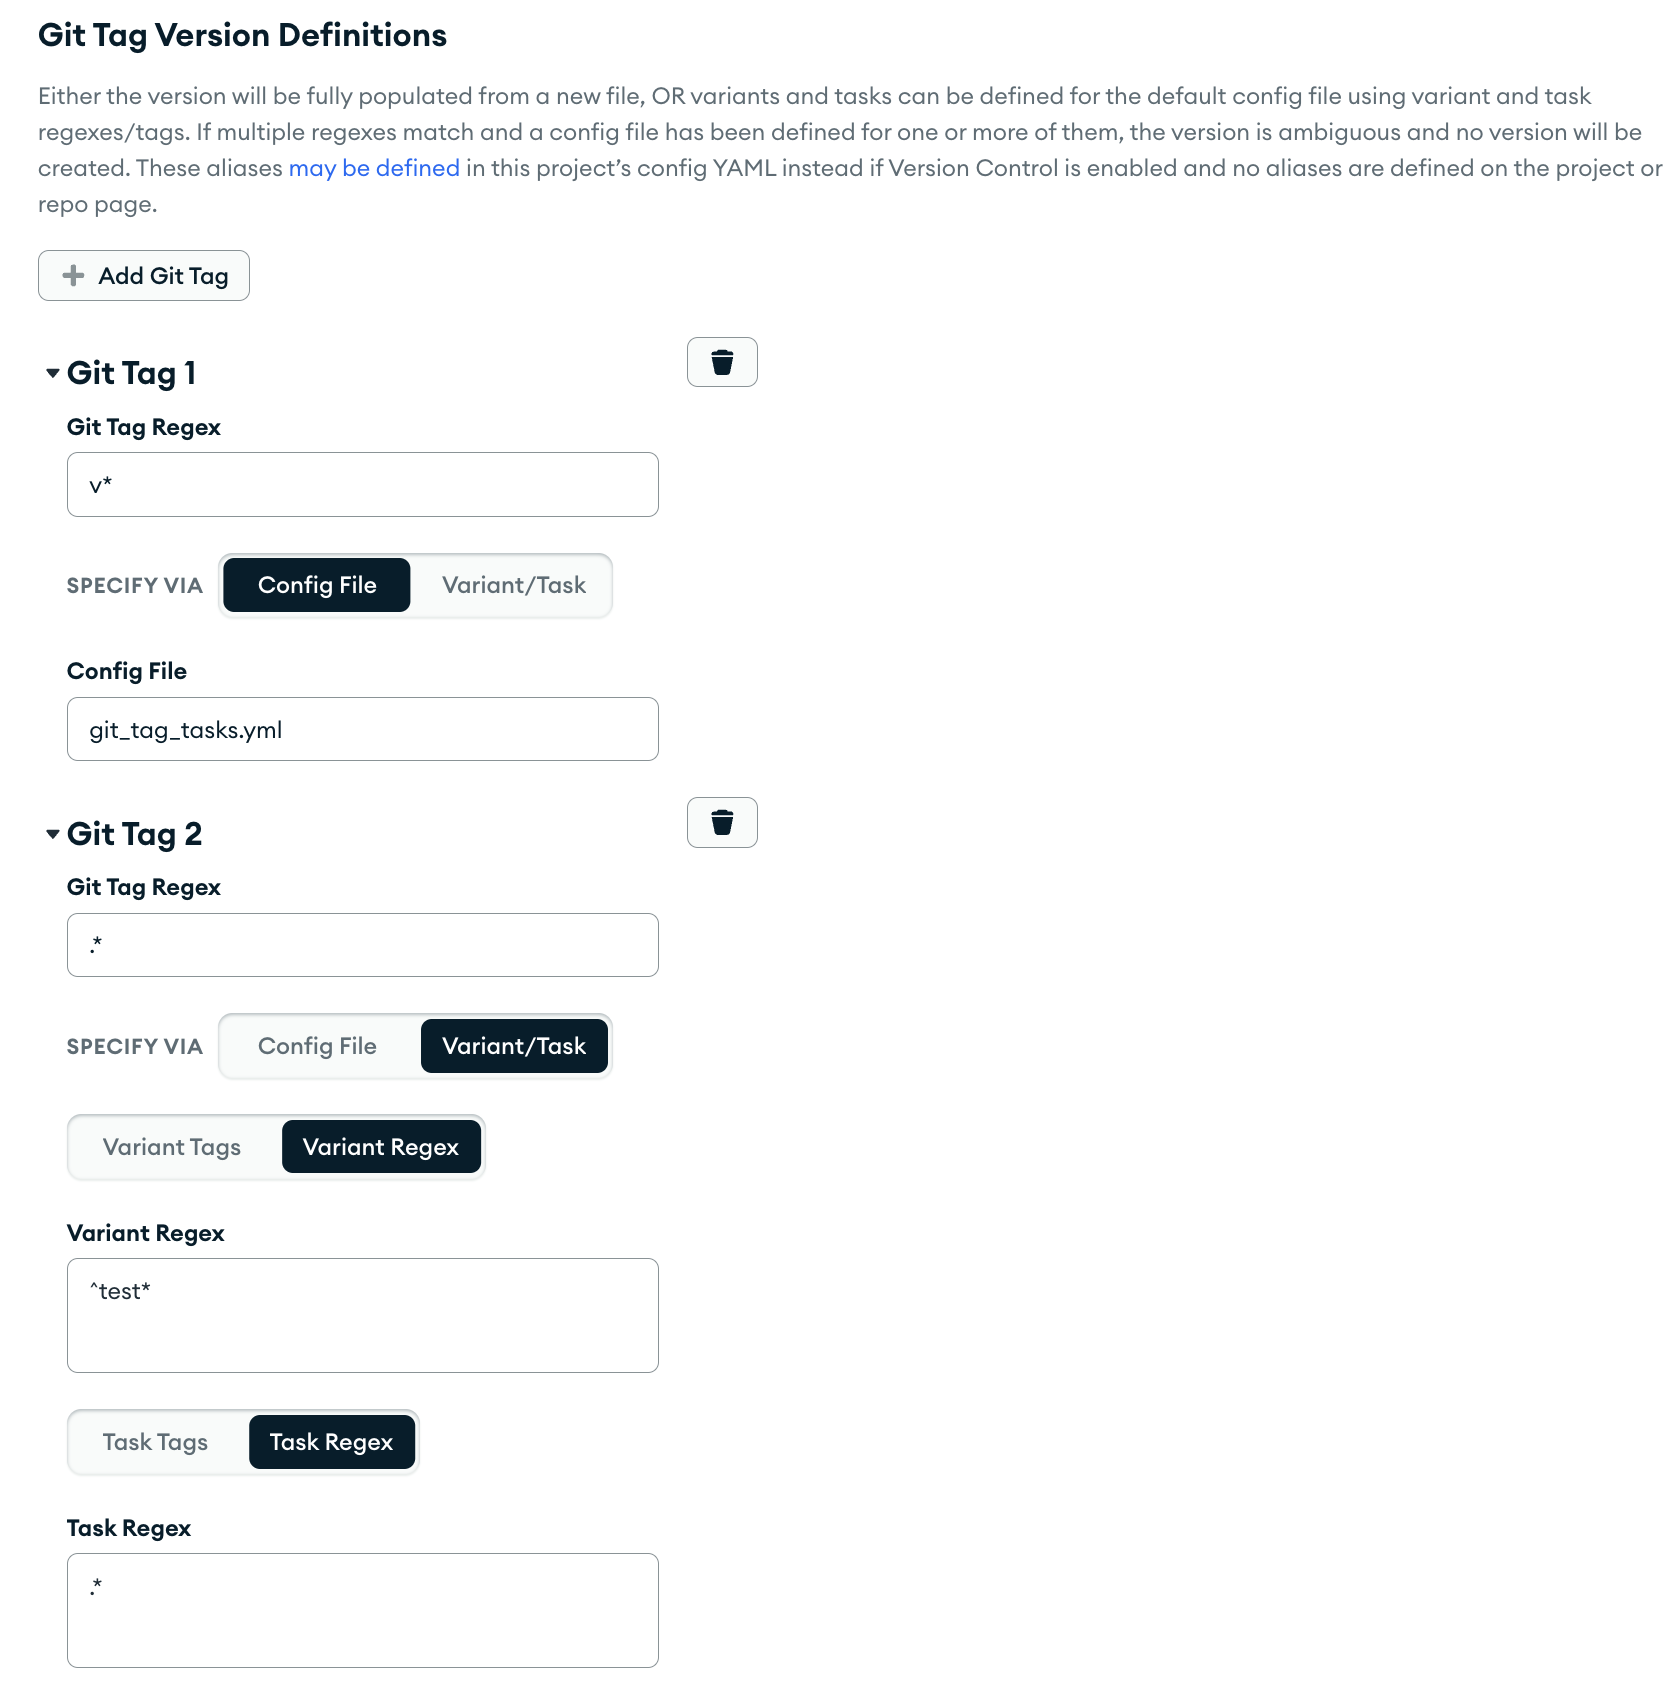 Git Tag Version Definitions
Either the version will be fully populated from a new file, OR variants and tasks can be defined for the default config file using variant and task
regexes/tags. If multiple regexes match and a config file has been defined for one or more of them, the version is ambiguous and no version will be
created. These aliases may be defined in this project’s config YAML instead if Version Control is enabled and no aliases are defined on the project or
repo page.
Add Git Tag
Git Tag 1
Git Tag Regex
v*
SPECIFY VIA Config File Variant/Task
Config File
git_tag_tasks.yml
Git Tag 2
Git Tag Regex
.*
SPECIFY VIA Config File Variant/Task
Variant Tags Variant Regex
Variant Regex
^test*
Task Tags Task Regex
Task Regex
.*